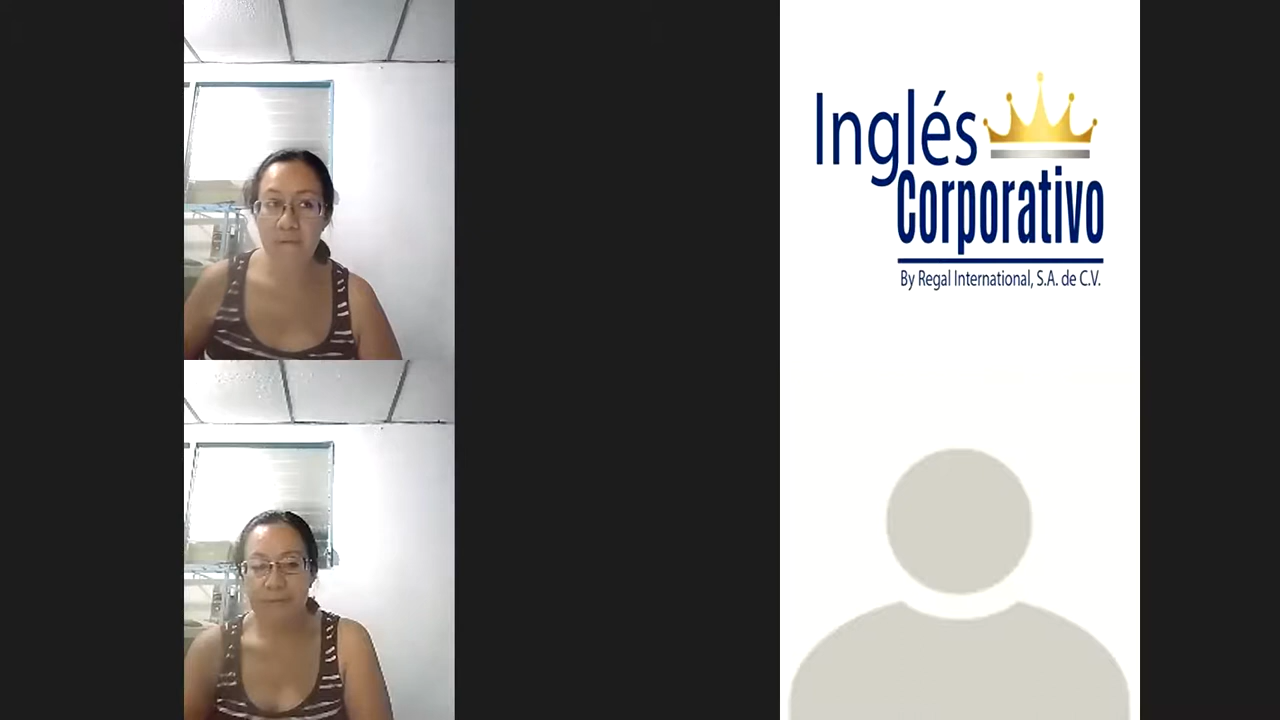 Inglés
Corporativo
By Regal International, S.A. de C.V.